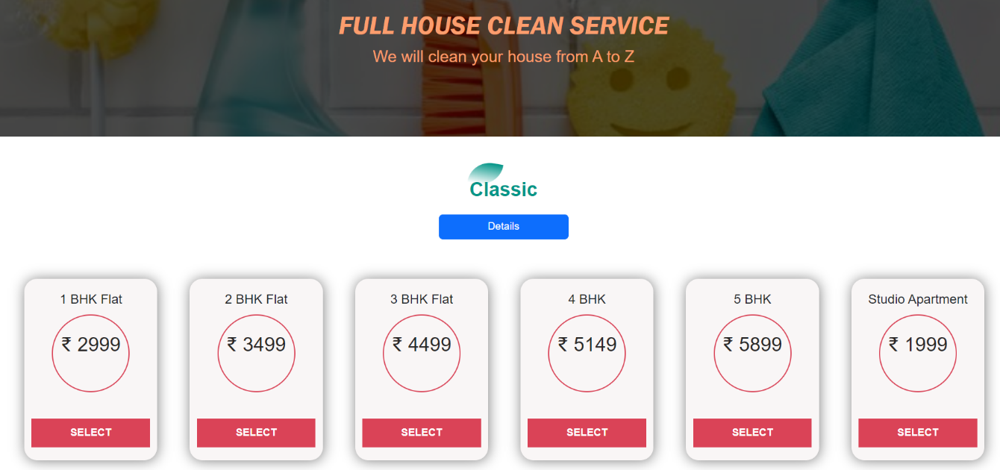 FULL HOUSE CLEAN SERVICE
We will clean your house from A to Z
Classic
Details
1 BHK Flat
₹ 2999
SELECT
2 BHK Flat
₹ 3499
SELECT
3 BHK Flat
₹ 4499
SELECT
4 BHK
₹ 5149
SELECT
5 BHK
₹ 5899
SELECT
Studio Apartment
₹ 1999
SELECT